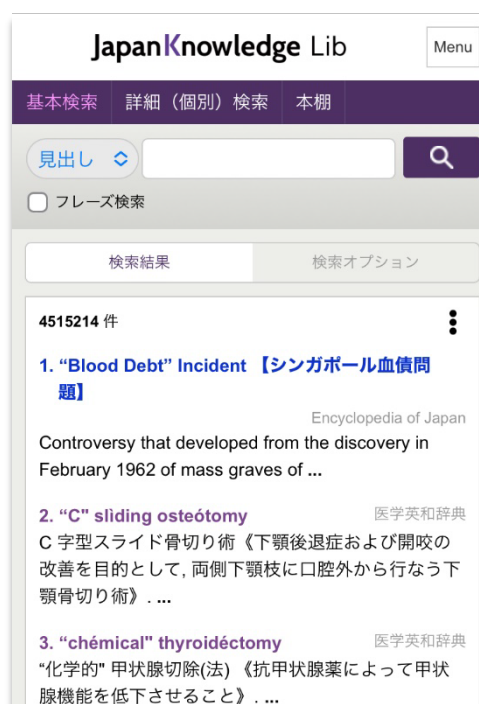 JapanKnowledge Lib
Menu
基本検索 詳細（個別）検索 本棚
見出し
フレーズ検索
検索結果 検索オプション
4515214 件
1. “Blood Debt” Incident 【シンガポール血債問
題】
Encyclopedia of Japan
Controversy that developed from the discovery in
February 1962 of mass graves of ...
2. “C" slìding osteótomy 医学英和辞典
C 字型スライド骨切り術《下顎後退症および開咬の
改善を目的として, 両側下顎枝に口腔外から行なう下
顎骨切り術》. ...
3. “chémical" thyroidéctomy 医学英和辞典
“化学的" 甲状腺切除(法) 《抗甲状腺薬によって甲状
腺機能を低下させること》. ...